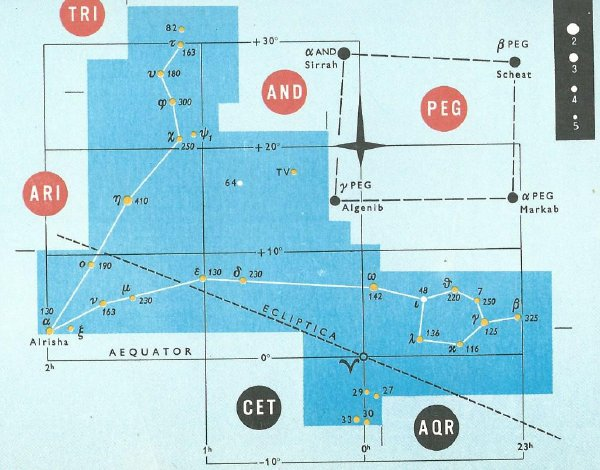 TRI
82
τ
163
+30°
α AND
Sirrah
β PEG
Scheat
2
3
4
5
υ 180
φ 300
AND
PEG
χ
ψ1
250
+20°
TV
64
ARI
η 410
γ PEG
Algenib
α PEG
Markab
ο 190
+10°
ε 130
δ 230
ω
142
48
ι
ϑ
220
7
250
β
325
μ
230
ν
163
γ
125
130
α
ξ
Alrisha
ECLIPTICA
λ
136
κ
116
AEQUATOR
0°
♈
2h
CET
29
27
33
30
AQR
1h
0h
23h
-10°